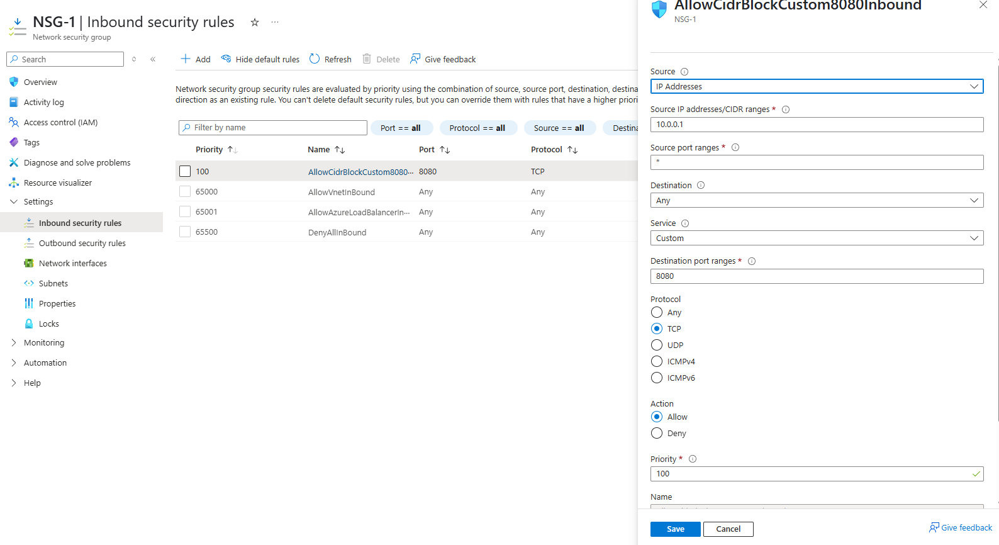 NSG-1 | Inbound security rules
Network security group
Search
Overview
Activity log
Access control (IAM)
Tags
Diagnose and solve problems
Resource visualizer
Settings
Inbound security rules
Outbound security rules
Network interfaces
Subnets
Properties
Locks
Monitoring
Automation
Help
Add Hide default rules Refresh Delete Give feedback
Network security group security rules are evaluated by priority using the combination of source, source port, destination, destina
direction as an existing rule. You can't delete default security rules, but you can override them with rules that have a higher priori
Filter by name Port == all Protocol == all Source == all Destina
Priority Name Port Protocol
100 AllowCidrBlockCustom8080... 8080 TCP
65000 AllowVnetInBound Any Any
65001 AllowAzureLoadBalancerIn... Any Any
65500 DenyAllInBound Any Any
AllowCidrBlockCustom8080Inbound
NSG-1
Source
IP Addresses
Source IP addresses/CIDR ranges *
10.0.0.1
Source port ranges *
*
Destination
Any
Service
Custom
Destination port ranges *
8080
Protocol
Any
TCP
UDP
ICMPv4
ICMPv6
Action
Allow
Deny
Priority *
100
Name
Save Cancel Give feedback